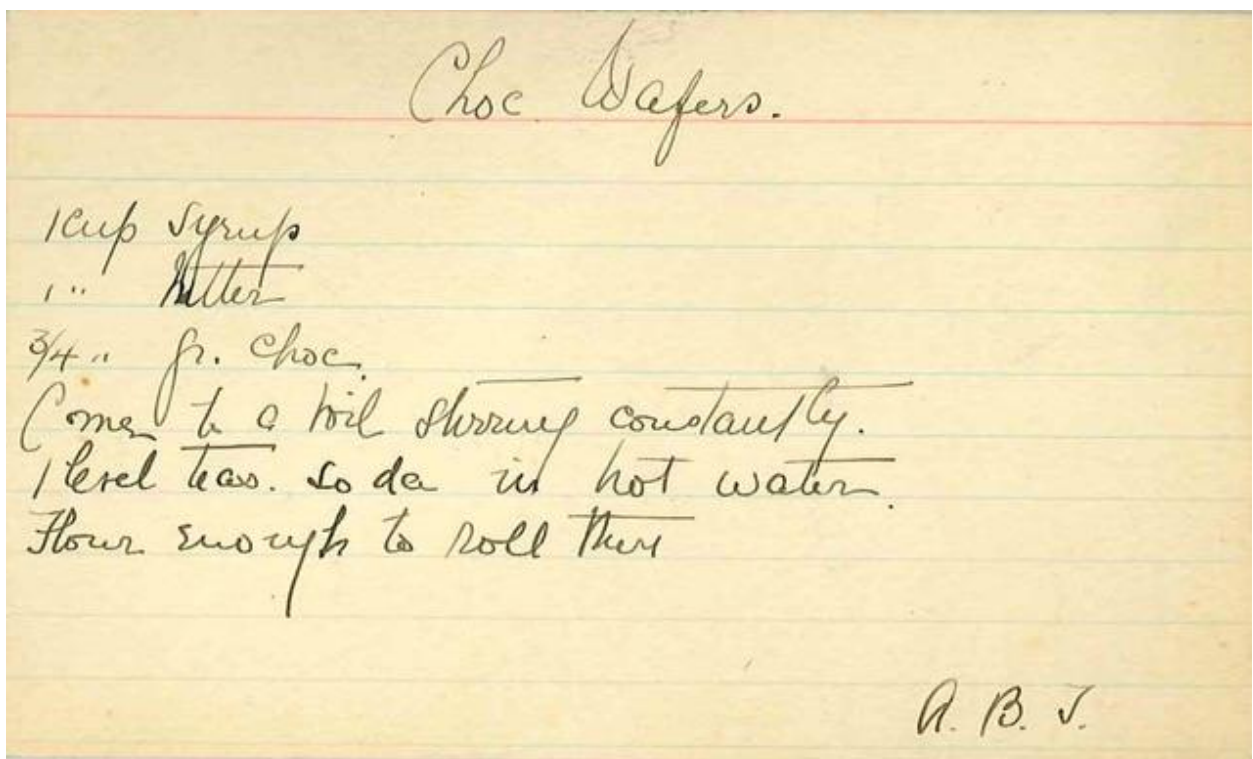 Choc Wafers.
1 cup syrup
1 " butter
3/4 " gr. choc.
Come to a boil stirring constantly.
1 level teas. soda in hot water.
Flour enough to roll thin
A. B. T.